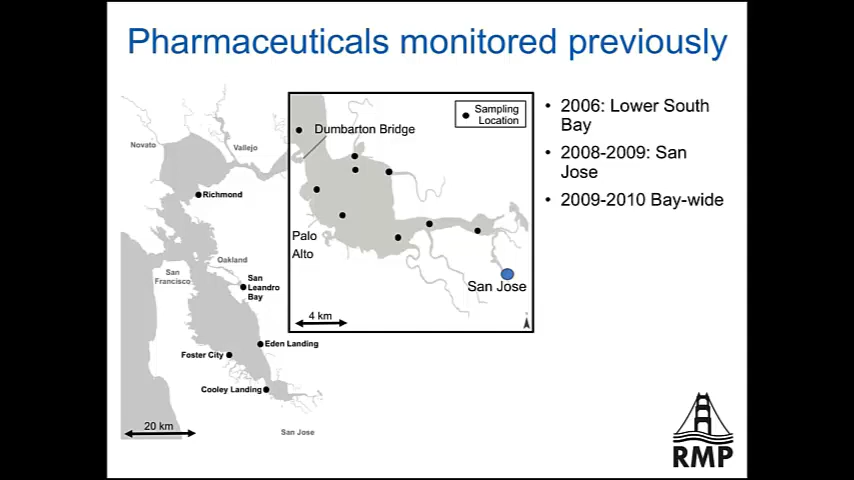 Pharmaceuticals monitored previously
Novato
Vallejo
Richmond
Oakland
San
Francisco
San
Leandro
Bay
Eden Landing
Foster City
Cooley Landing
San Jose
20 km
Sampling
Location
Dumbarton Bridge
Palo
Alto
San Jose
4 km
• 2006: Lower South
Bay
• 2008-2009: San
Jose
• 2009-2010 Bay-wide
RMP